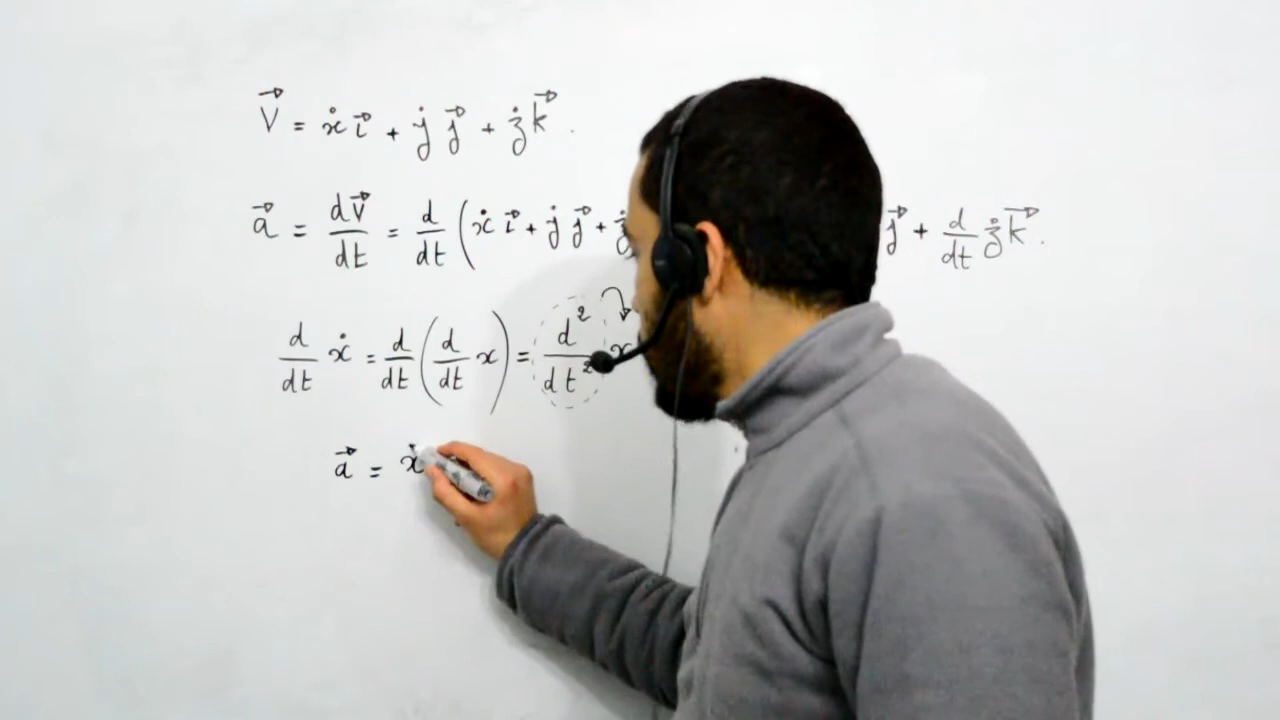 V⃗ = ẋ i⃗ + ẏ j⃗ + ż k⃗ .
a⃗ = dV⃗/dt = d/dt (ẋ i⃗ + ẏ j⃗ + ż j⃗ + d/dt ż k⃗ .
d/dt ẋ = d/dt (d/dt x) = d²/dt² x
a⃗ = ẋ